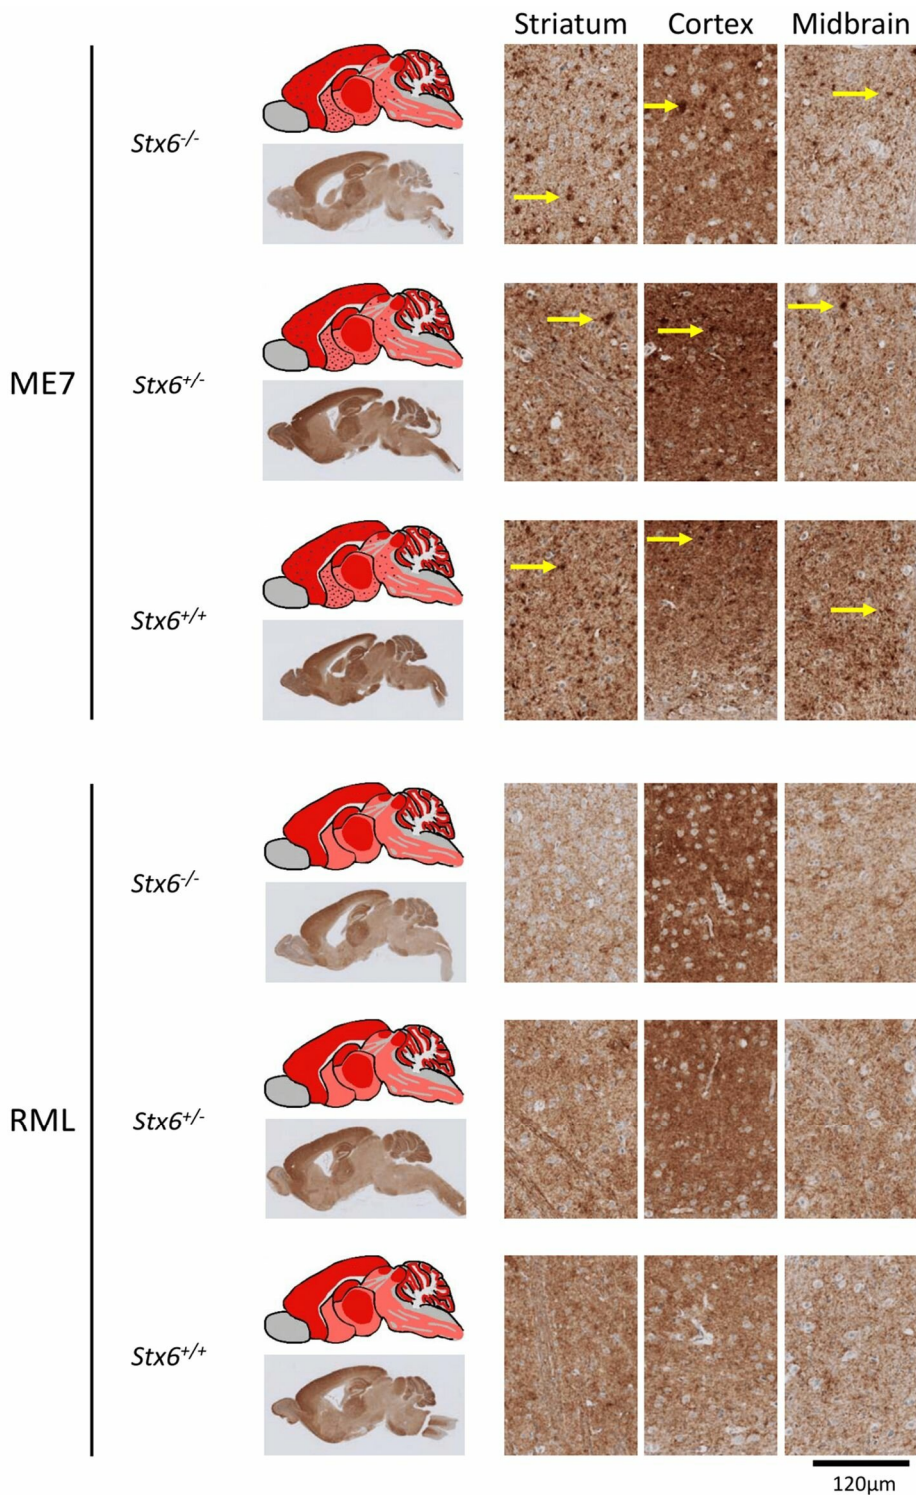 Striatum Cortex Midbrain
Stx6-/-
ME7
Stx6+/-
Stx6+/+
Stx6-/-
RML
Stx6+/-
Stx6+/+
120µm